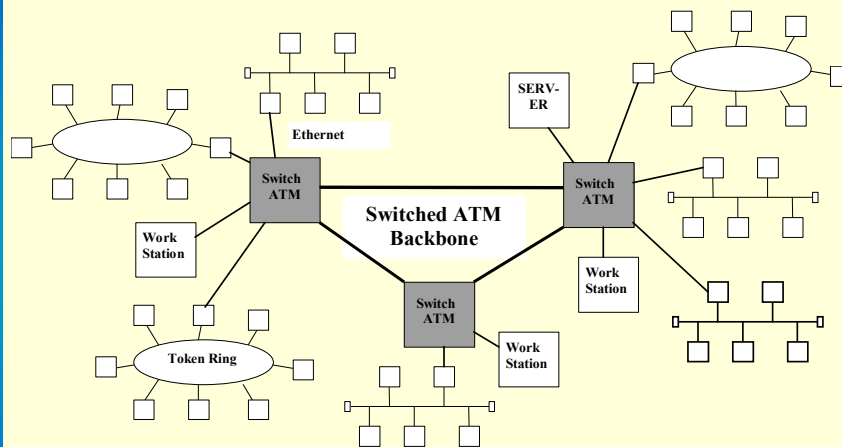 SERV-
ER
Ethernet
Switch
ATM
Switch
ATM
Switched ATM
Backbone
Work
Station
Work
Station
Switch
ATM
Work
Station
Token Ring